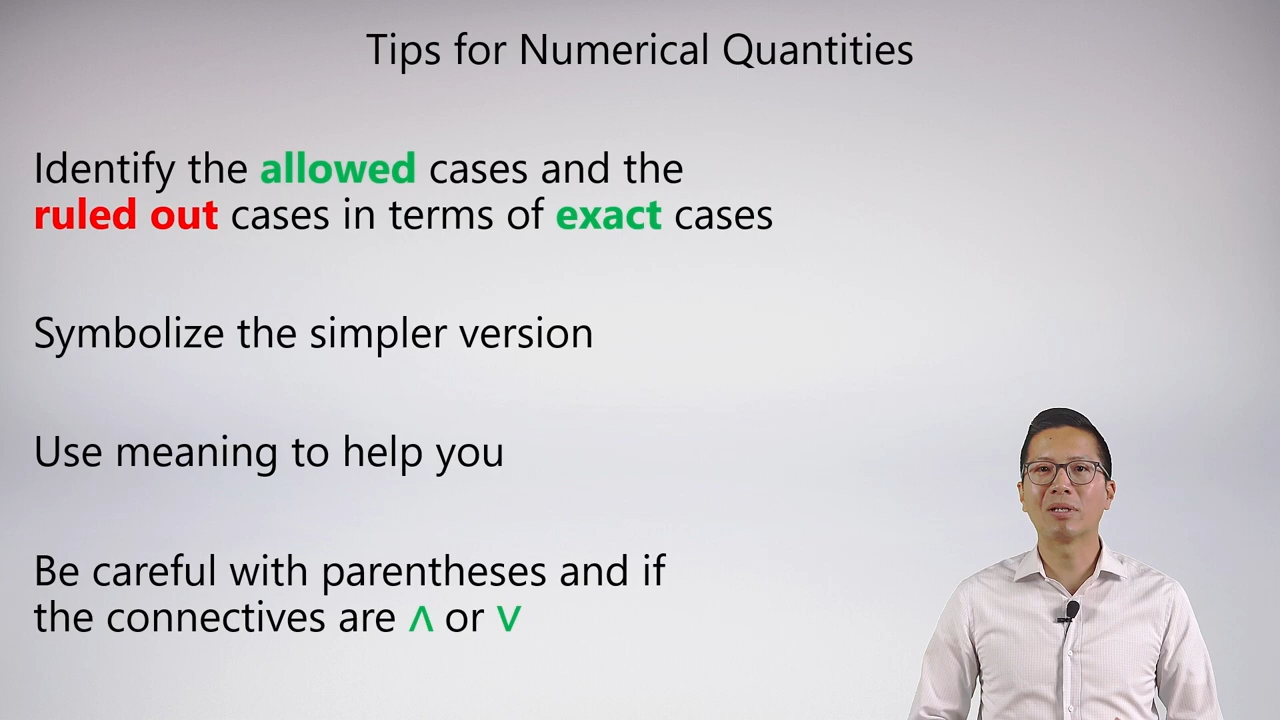 Tips for Numerical Quantities
Identify the allowed cases and the
ruled out cases in terms of exact cases
Symbolize the simpler version
Use meaning to help you
Be careful with parentheses and if
the connectives are ∧ or ∨